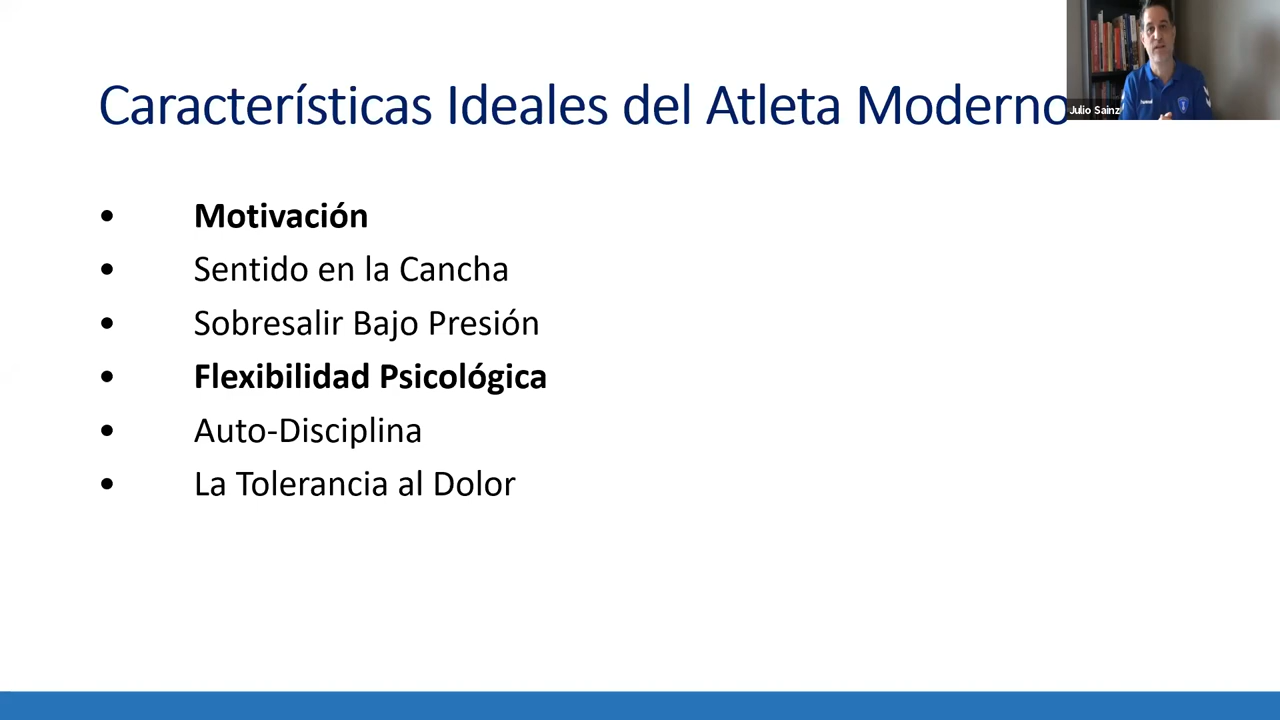 Características Ideales del Atleta Moderno
Julio Sainz
• Motivación
• Sentido en la Cancha
• Sobresalir Bajo Presión
• Flexibilidad Psicológica
• Auto-Disciplina
• La Tolerancia al Dolor